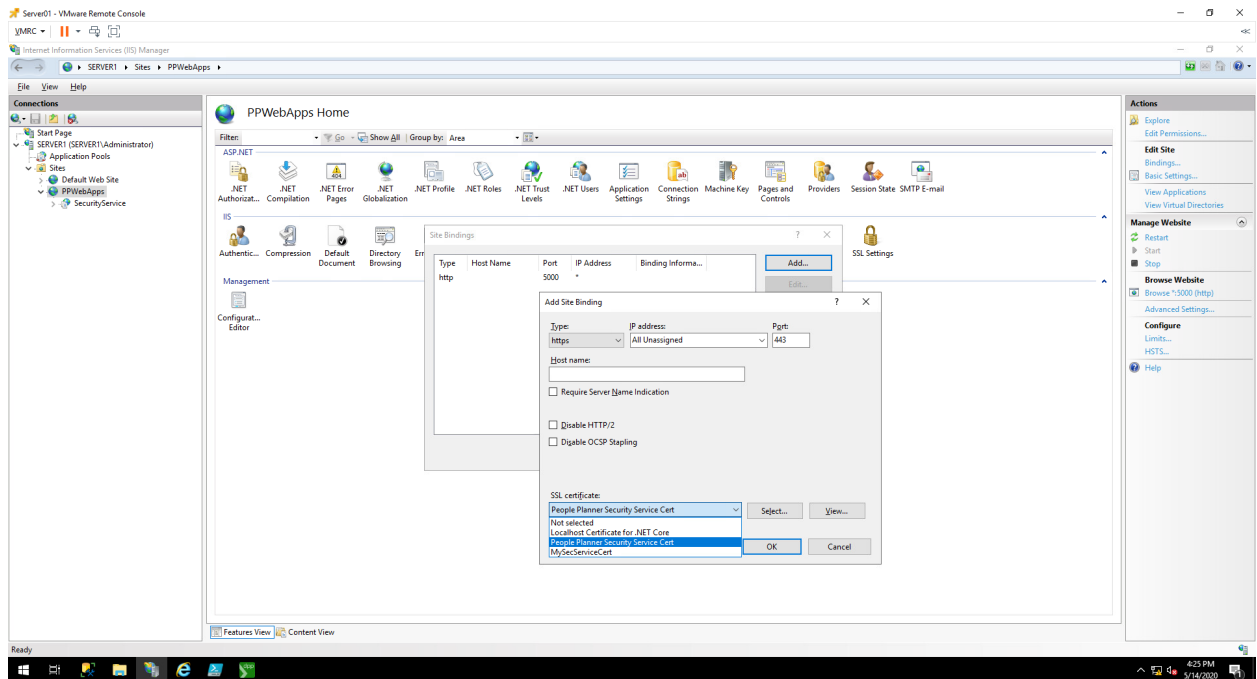 Server01 - VMware Remote Console
VMRC
Internet Information Services (IIS) Manager
SERVER1 Sites PPWebApps
File View Help
Connections
Start Page
SERVER1 (SERVER1\Administrator)
Application Pools
Sites
Default Web Site
PPWebApps
SecurityService
PPWebApps Home
Filter: Go Show All Group by: Area
ASP.NET
.NET Authorizat...
.NET Compilation
.NET Error Pages
.NET Globalization
.NET Profile
.NET Roles
.NET Trust Levels
.NET Users
Application Settings
Connection Strings
Machine Key
Pages and Controls
Providers
Session State
SMTP E-mail
IIS
Authentic...
Compression
Default Document
Directory Browsing
Err
SSL Settings
Management
Configurat... Editor
Site Bindings
Type Host Name Port IP Address Binding Informa...
http 5000 *
Add...
Edit...
Add Site Binding
Type: IP address: Port:
https All Unassigned 443
Host name:
Require Server Name Indication
Disable HTTP/2
Disable OCSP Stapling
SSL certificate:
People Planner Security Service Cert Select... View...
Not selected
Localhost Certificate for .NET Core
People Planner Security Service Cert
MySecServiceCert
OK Cancel
Actions
Explore
Edit Permissions...
Edit Site
Bindings...
Basic Settings...
View Applications
View Virtual Directories
Manage Website
Restart
Start
Stop
Browse Website
Browse *:5000 (http)
Advanced Settings...
Configure
Limits...
HSTS...
Help
Features View Content View
Ready
4:25 PM
5/14/2020